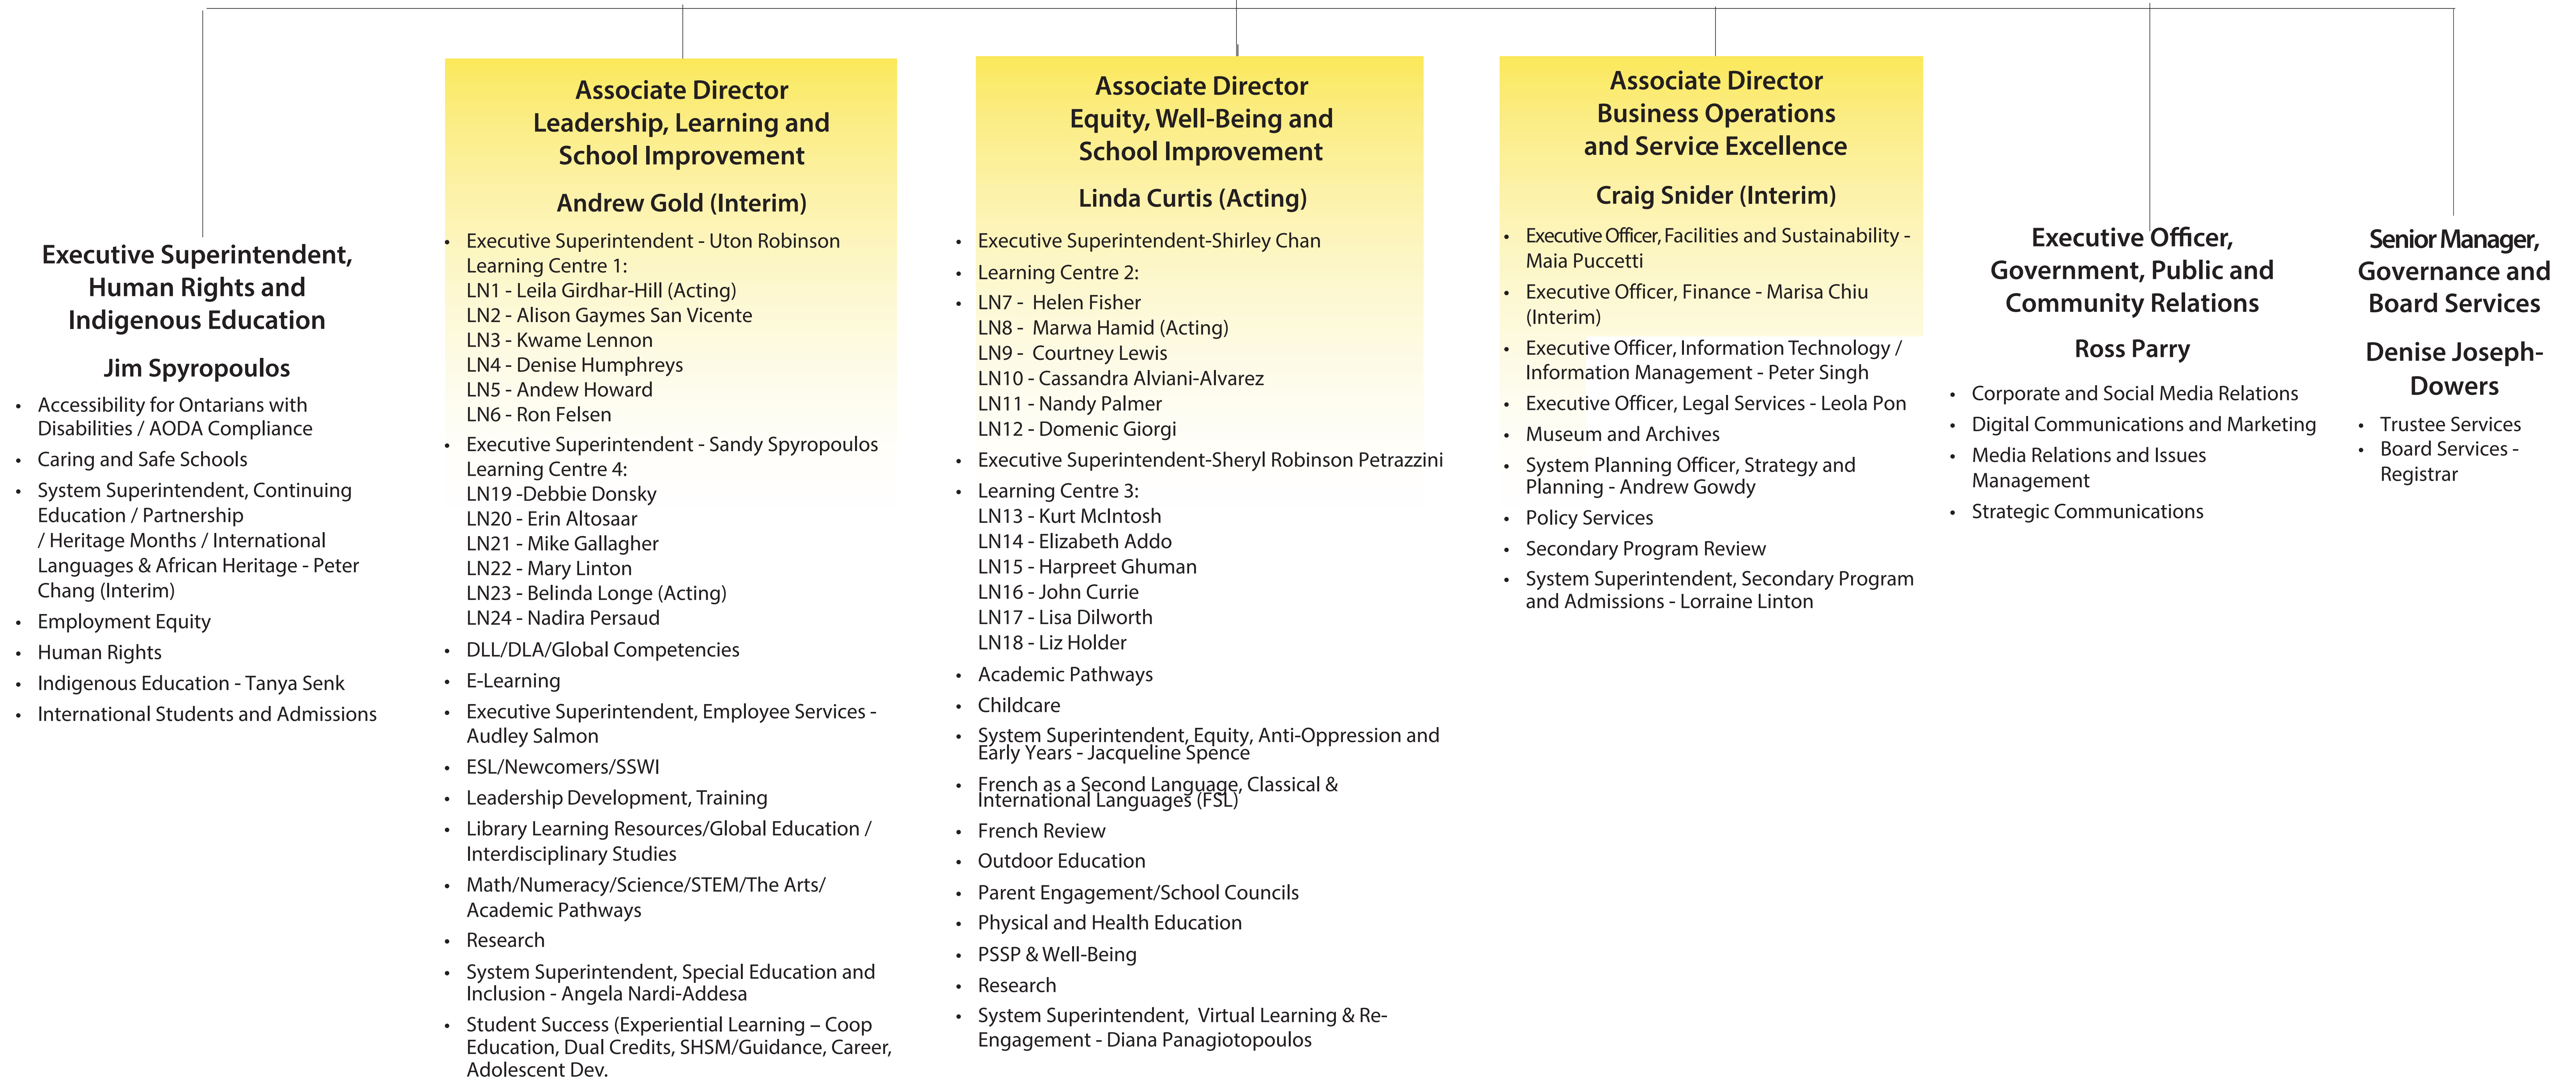 Executive Superintendent,
Human Rights and
Indigenous Education
Jim Spyropoulos
• Accessibility for Ontarians with
Disabilities / AODA Compliance
• Caring and Safe Schools
• System Superintendent, Continuing
Education / Partnership
/ Heritage Months / International
Languages & African Heritage - Peter
Chang (Interim)
• Employment Equity
• Human Rights
• Indigenous Education - Tanya Senk
• International Students and Admissions
Associate Director
Leadership, Learning and
School Improvement
Andrew Gold (Interim)
• Executive Superintendent - Uton Robinson
Learning Centre 1:
LN1 - Leila Girdhar-Hill (Acting)
LN2 - Alison Gaymes San Vicente
LN3 - Kwame Lennon
LN4 - Denise Humphreys
LN5 - Andew Howard
LN6 - Ron Felsen
• Executive Superintendent - Sandy Spyropoulos
Learning Centre 4:
LN19 -Debbie Donsky
LN20 - Erin Altosaar
LN21 - Mike Gallagher
LN22 - Mary Linton
LN23 - Belinda Longe (Acting)
LN24 - Nadira Persaud
• DLL/DLA/Global Competencies
• E-Learning
• Executive Superintendent, Employee Services -
Audley Salmon
• ESL/Newcomers/SSWI
• Leadership Development, Training
• Library Learning Resources/Global Education /
Interdisciplinary Studies
• Math/Numeracy/Science/STEM/The Arts/
Academic Pathways
• Research
• System Superintendent, Special Education and
Inclusion - Angela Nardi-Addesa
• Student Success (Experiential Learning – Coop
Education, Dual Credits, SHSM/Guidance, Career,
Adolescent Dev.
Associate Director
Equity, Well-Being and
School Improvement
Linda Curtis (Acting)
• Executive Superintendent-Shirley Chan
• Learning Centre 2:
• LN7 - Helen Fisher
LN8 - Marwa Hamid (Acting)
LN9 - Courtney Lewis
LN10 - Cassandra Alviani-Alvarez
LN11 - Nandy Palmer
LN12 - Domenic Giorgi
• Executive Superintendent-Sheryl Robinson Petrazzini
• Learning Centre 3:
LN13 - Kurt McIntosh
LN14 - Elizabeth Addo
LN15 - Harpreet Ghuman
LN16 - John Currie
LN17 - Lisa Dilworth
LN18 - Liz Holder
• Academic Pathways
• Childcare
• System Superintendent, Equity, Anti-Oppression and
Early Years - Jacqueline Spence
• French as a Second Language, Classical &
International Languages (FSL)
• French Review
• Outdoor Education
• Parent Engagement/School Councils
• Physical and Health Education
• PSSP & Well-Being
• Research
• System Superintendent, Virtual Learning & Re-
Engagement - Diana Panagiotopoulos
Associate Director
Business Operations
and Service Excellence
Craig Snider (Interim)
• Executive Officer, Facilities and Sustainability -
Maia Puccetti
• Executive Officer, Finance - Marisa Chiu
(Interim)
• Executive Officer, Information Technology /
Information Management - Peter Singh
• Executive Officer, Legal Services - Leola Pon
• Museum and Archives
• System Planning Officer, Strategy and
Planning - Andrew Gowdy
• Policy Services
• Secondary Program Review
• System Superintendent, Secondary Program
and Admissions - Lorraine Linton
Executive Officer,
Government, Public and
Community Relations
Ross Parry
• Corporate and Social Media Relations
• Digital Communications and Marketing
• Media Relations and Issues
Management
• Strategic Communications
Senior Manager,
Governance and
Board Services
Denise Joseph-
Dowers
• Trustee Services
• Board Services -
Registrar